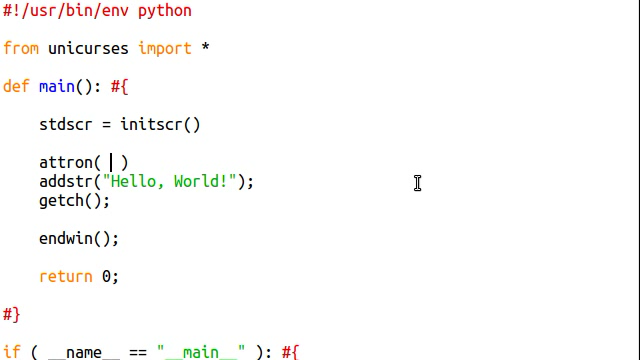 #!/usr/bin/env python
from unicurses import *
def main(): #{
stdscr = initscr()
attron( )
addstr("Hello, World!");
getch();
endwin();
return 0;
#}
if ( __name__ == "__main__" ): #{